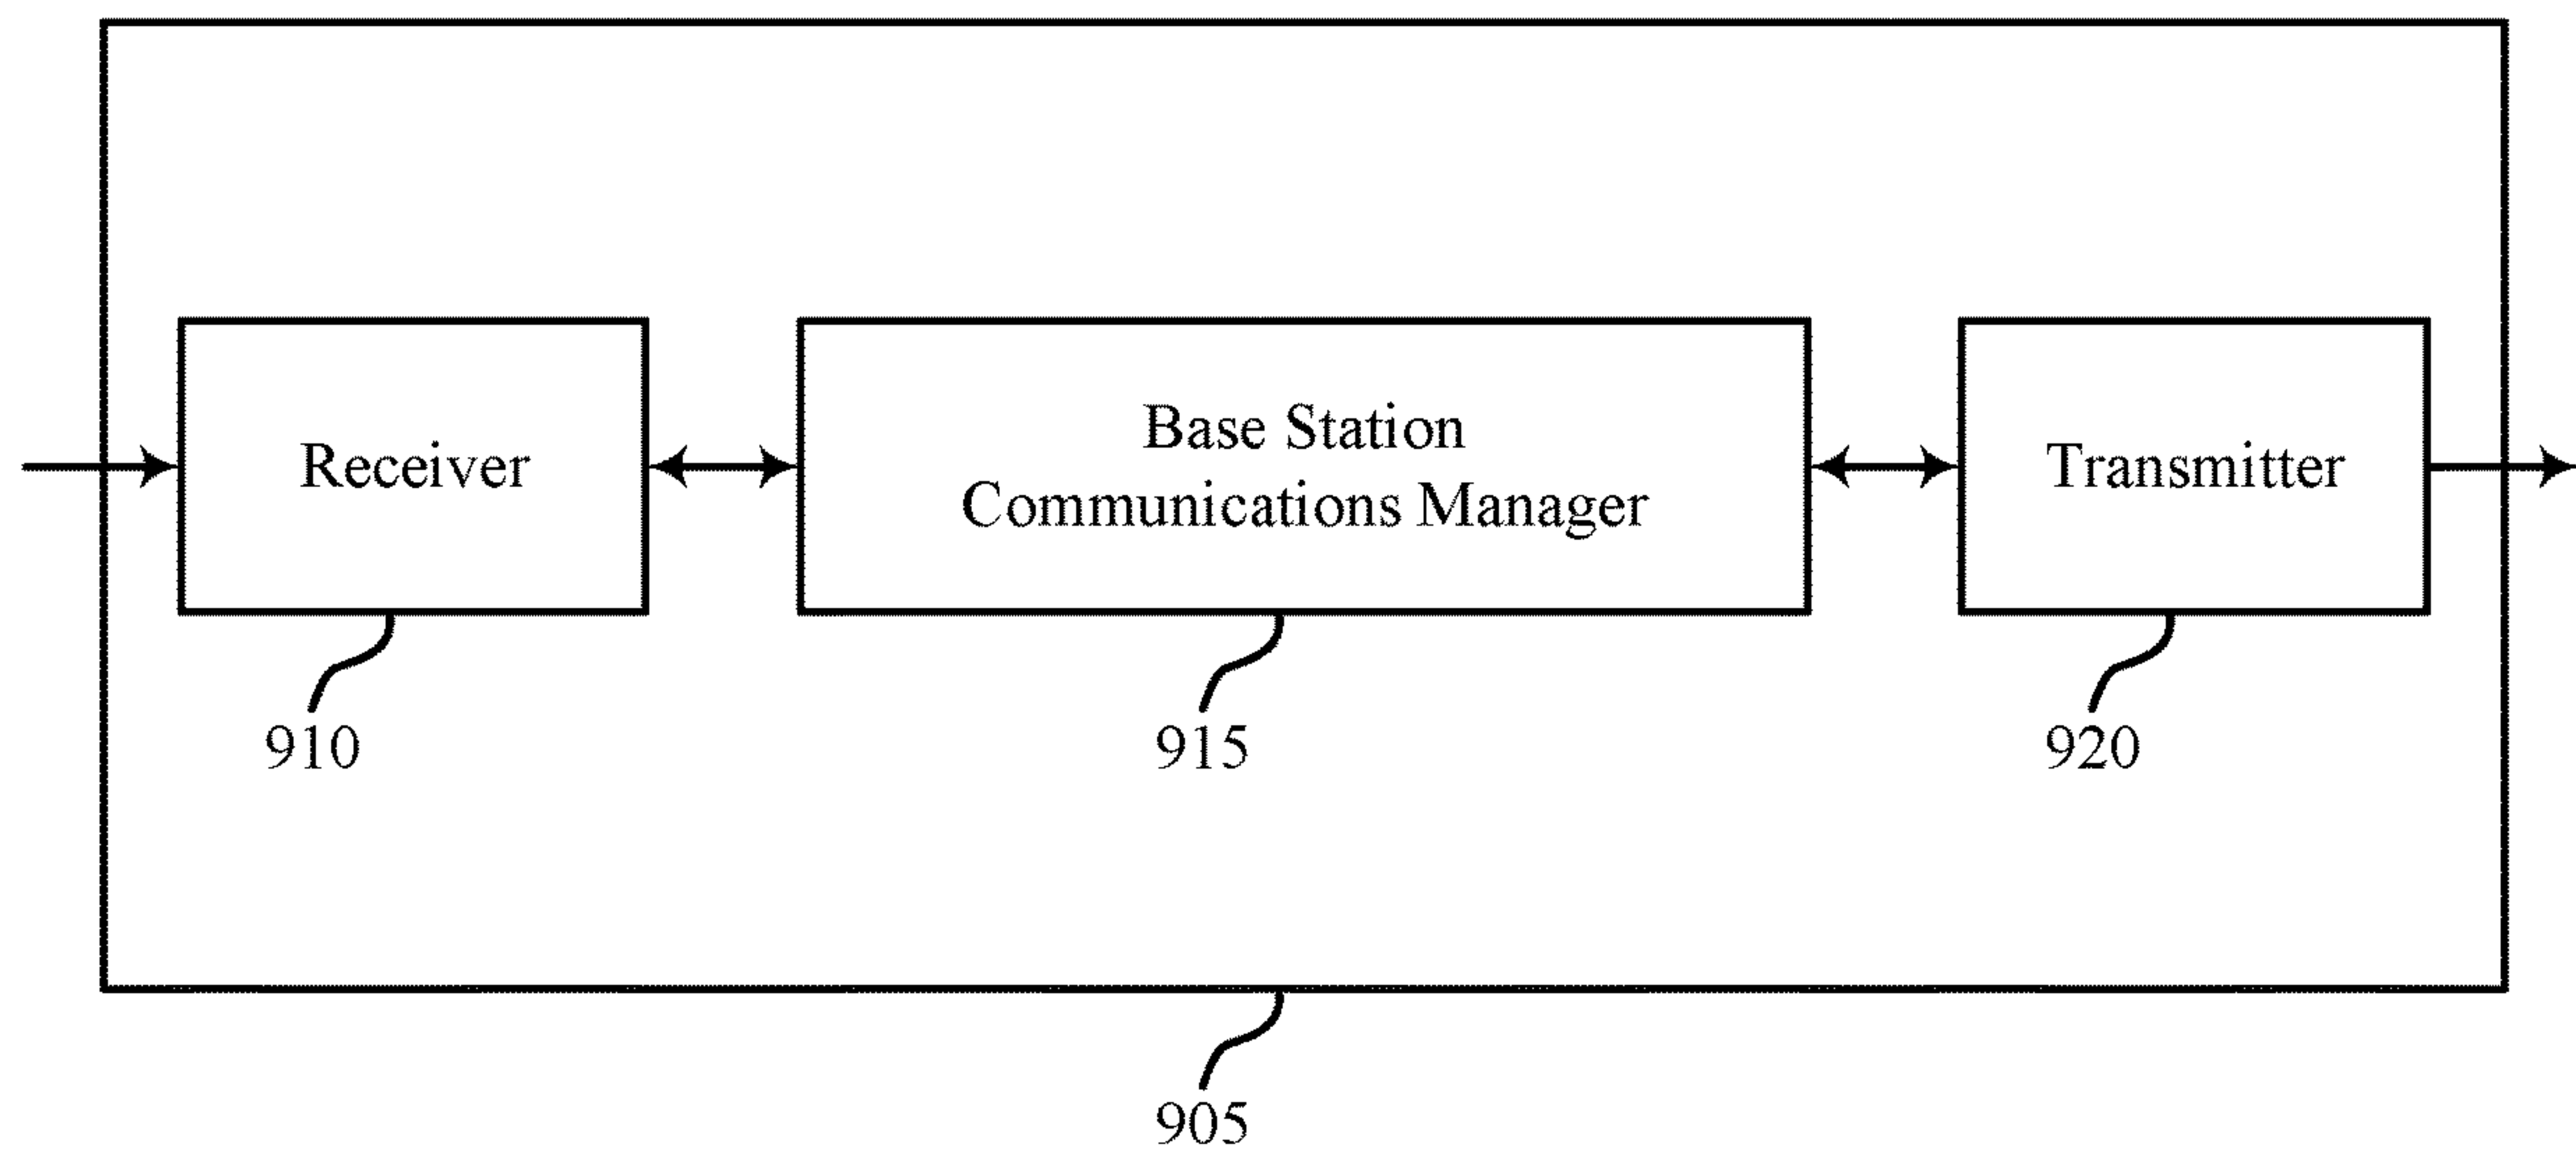 Receiver
Base Station
Communications Manager
Transmitter
910
915
920
905